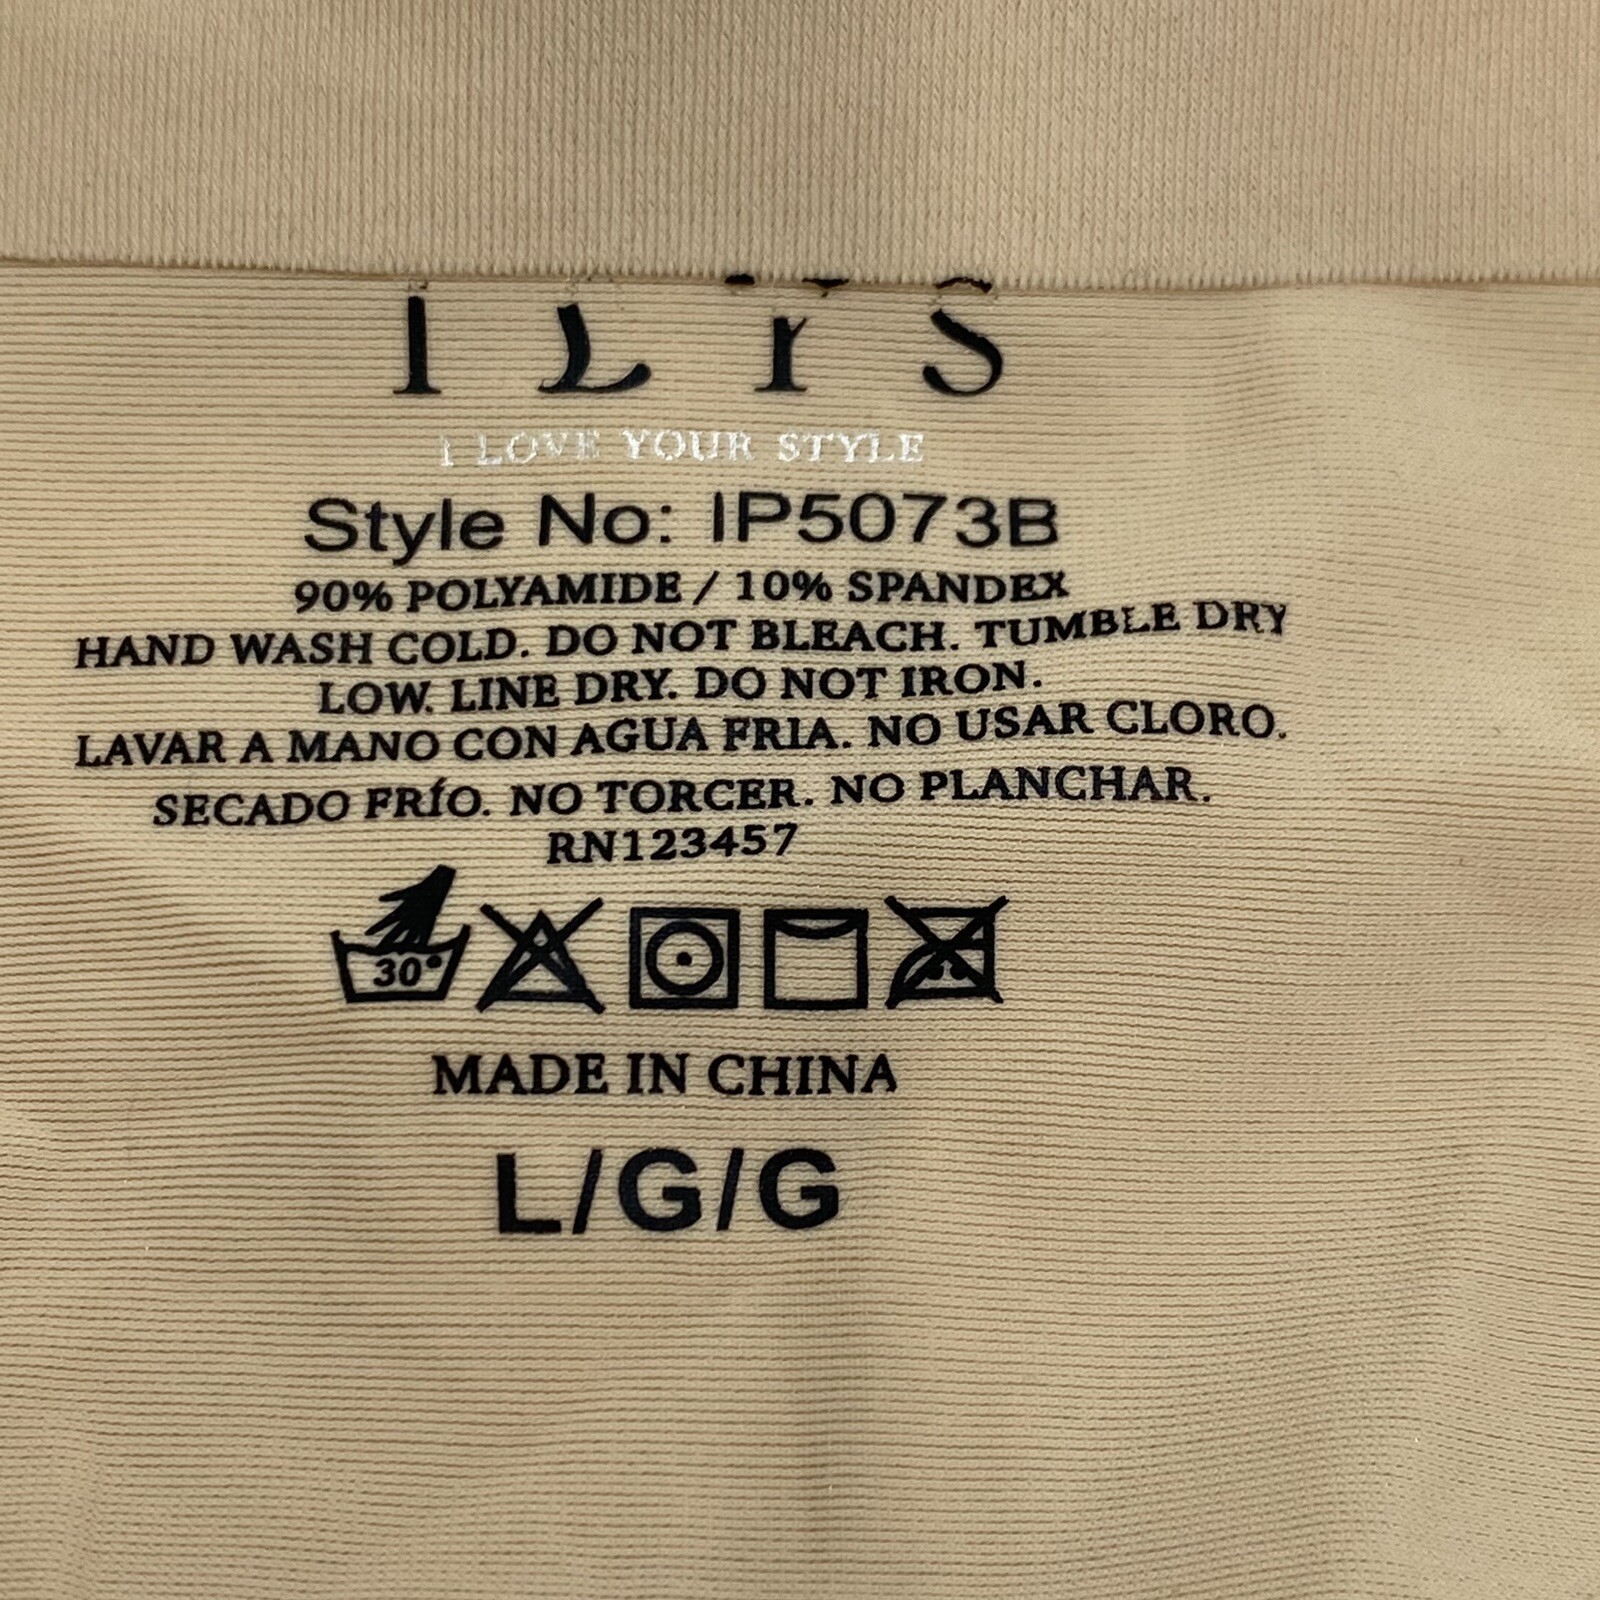 ILYS
I LOVE YOUR STYLE
Style No: IP5073B
90% POLYAMIDE / 10% SPANDEX
HAND WASH COLD. DO NOT BLEACH. TUMBLE DRY
LOW. LINE DRY. DO NOT IRON.
LAVAR A MANO CON AGUA FRIA. NO USAR CLORO.
SECADO FRÍO. NO TORCER. NO PLANCHAR.
RN123457
30°
MADE IN CHINA
L/G/G